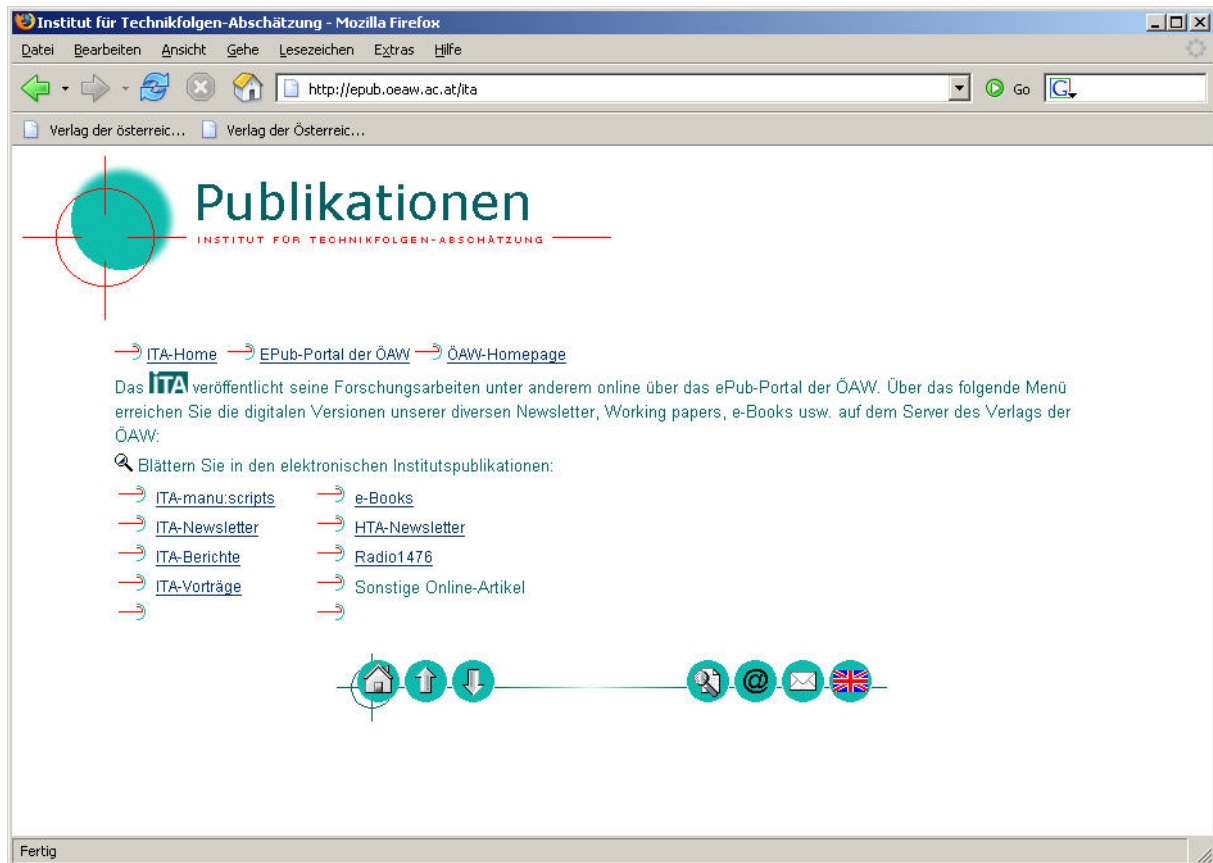 Institut für Technikfolgen-Abschätzung - Mozilla Firefox
Datei Bearbeiten Ansicht Gehe Lesezeichen Extras Hilfe
http://epub.oeaw.ac.at/ita Go G
Verlag der österreic... Verlag der Österreic...
Publikationen
INSTITUT FÜR TECHNIKFOLGEN-ABSCHÄTZUNG
ITA-Home EPub-Portal der ÖAW ÖAW-Homepage
Das ITA veröffentlicht seine Forschungsarbeiten unter anderem online über das ePub-Portal der ÖAW. Über das folgende Menü
erreichen Sie die digitalen Versionen unserer diversen Newsletter, Working papers, e-Books usw. auf dem Server des Verlags der
ÖAW:
Blättern Sie in den elektronischen Institutspublikationen:
ITA-manu:scripts e-Books
ITA-Newsletter HTA-Newsletter
ITA-Berichte Radio1476
ITA-Vorträge Sonstige Online-Artikel
@
Fertig